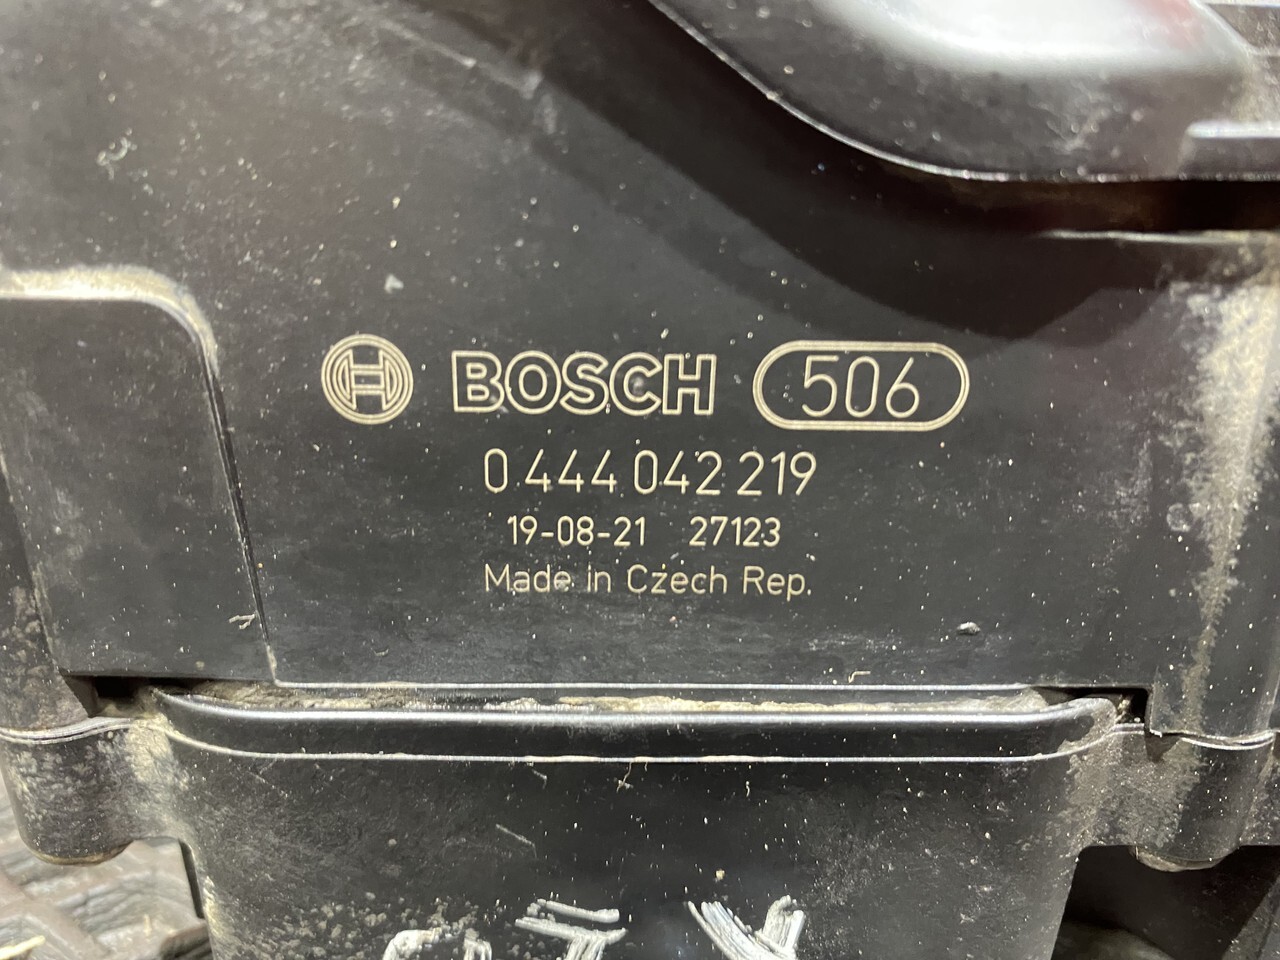 BOSCH 506
0 444 042 219
19-08-21 27123
Made in Czech Rep.